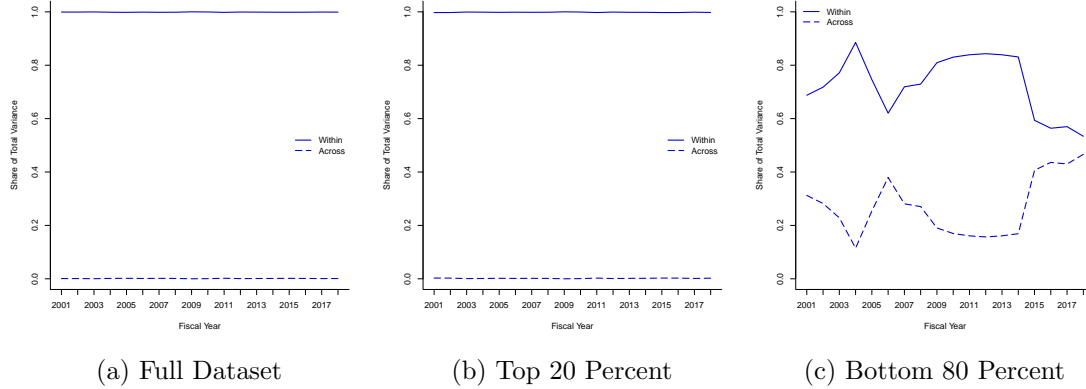 Share of Total Variance
1.0
0.8
0.6
0.4
0.2
0.0
Within
Across
2001 2003 2005 2007 2009 2011 2013 2015 2017
Fiscal Year
(a) Full Dataset
Share of Total Variance
1.0
0.8
0.6
0.4
0.2
0.0
Within
Across
2001 2003 2005 2007 2009 2011 2013 2015 2017
Fiscal Year
(b) Top 20 Percent
Share of Total Variance
1.0
0.8
0.6
0.4
0.2
0.0
Within
Across
2001 2003 2005 2007 2009 2011 2013 2015 2017
Fiscal Year
(c) Bottom 80 Percent